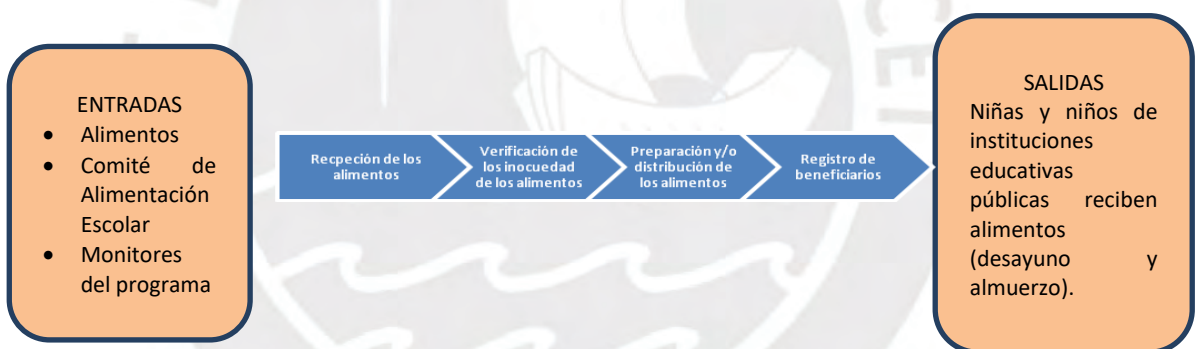 ENTRADAS
• Alimentos
• Comité de
Alimentación
Escolar
• Monitores
del programa
Recpeción de los
alimentos
Verificación de
los inocuedad
de los alimentos
Preparación y/o
distribución de
los alimentos
Registro de
beneficiarios
SALIDAS
Niñas y niños de
instituciones
educativas
públicas reciben
alimentos
(desayuno y
almuerzo).